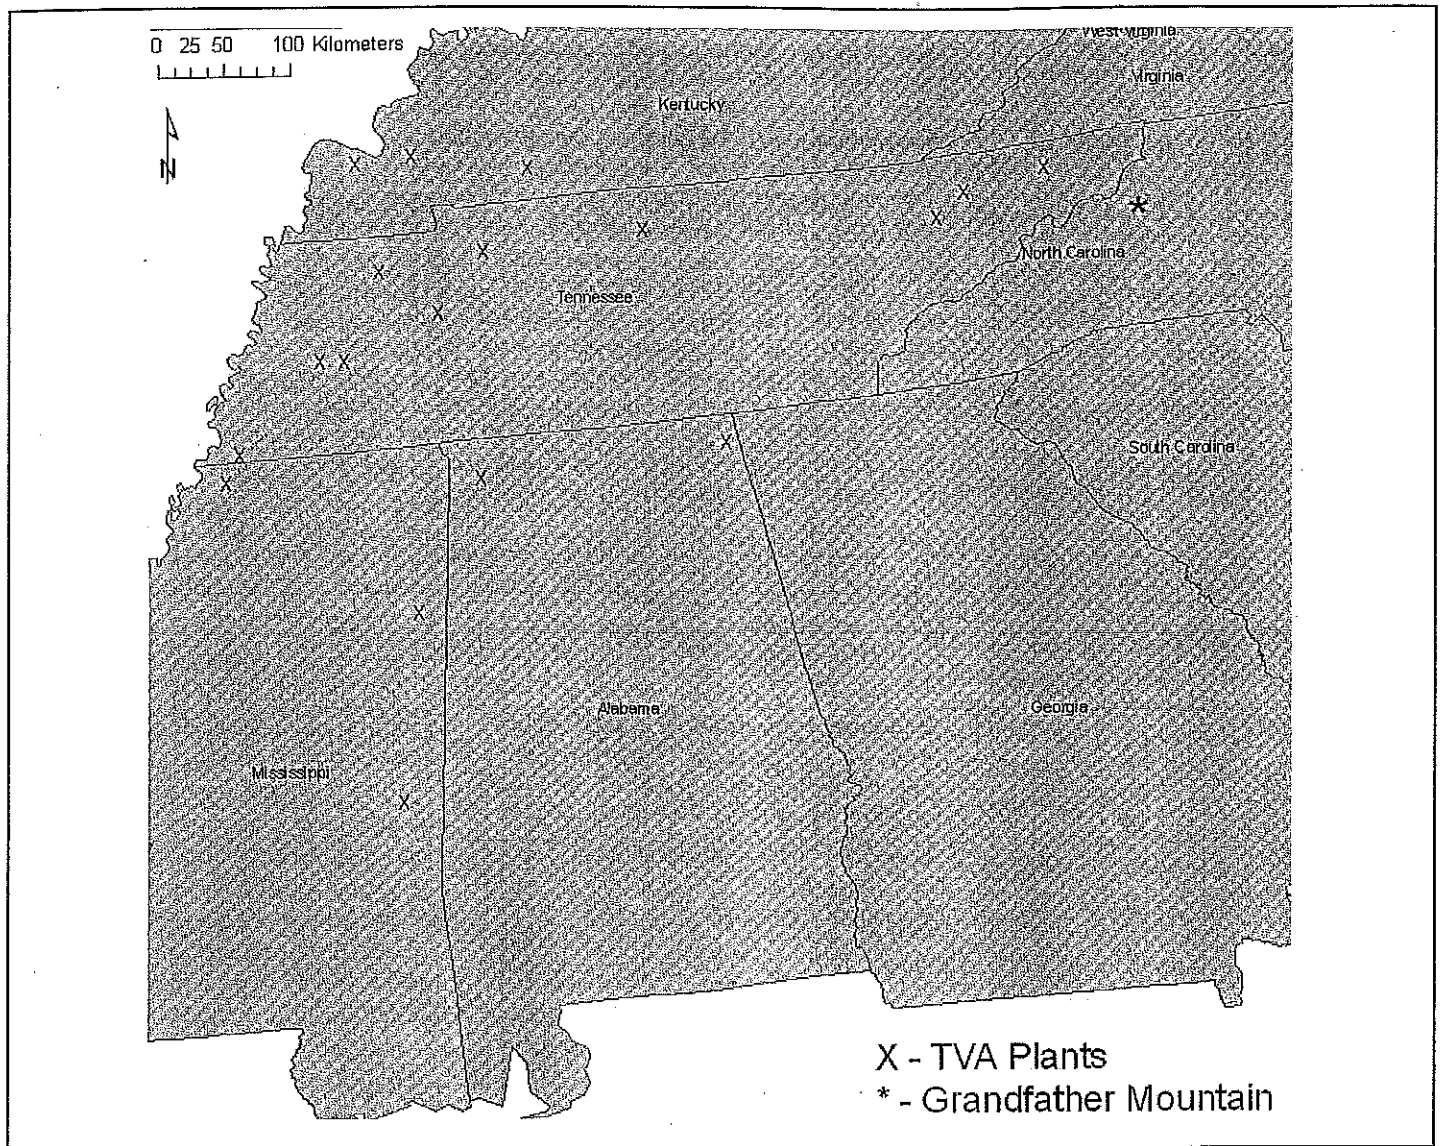 0 25 50 100 Kilometers
West Virginia
Virginia
Kentucky
N
North Carolina
Tennessee
South Carolina
Alabama
Georgia
Mississippi
X - TVA Plants
* - Grandfather Mountain